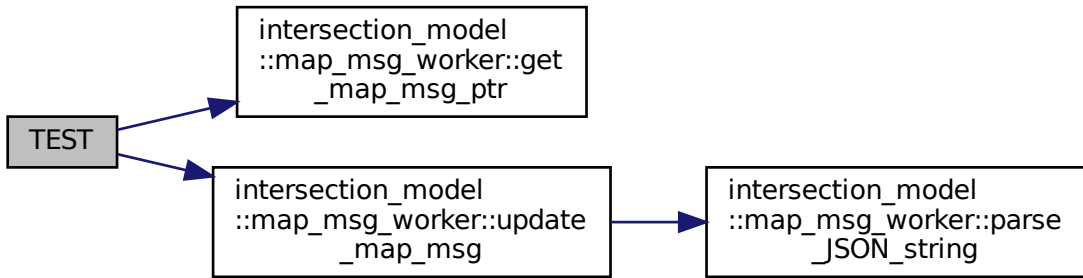 TEST
intersection_model
::map_msg_worker::get
_map_msg_ptr
intersection_model
::map_msg_worker::update
_map_msg
intersection_model
::map_msg_worker::parse
_JSON_string